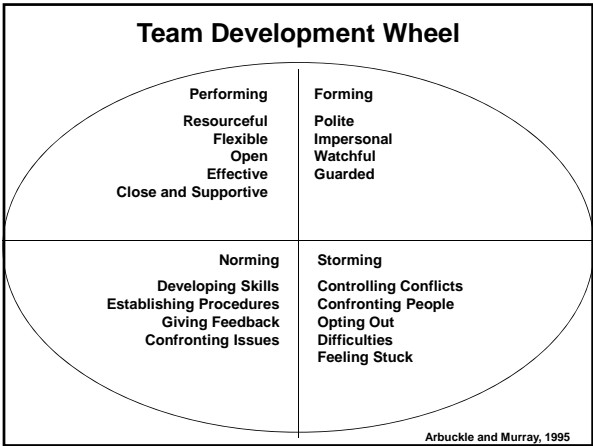 Team Development Wheel
Performing
Resourceful
Flexible
Open
Effective
Close and Supportive
Forming
Polite
Impersonal
Watchful
Guarded
Norming
Developing Skills
Establishing Procedures
Giving Feedback
Confronting Issues
Storming
Controlling Conflicts
Confronting People
Opting Out
Difficulties
Feeling Stuck
Arbuckle and Murray, 1995